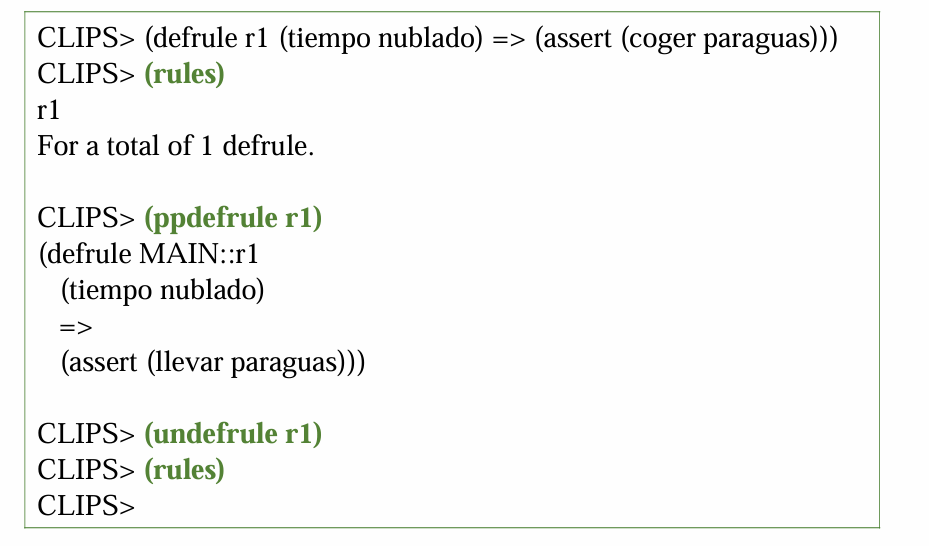 CLIPS> (defrule r1 (tiempo nublado) => (assert (coger paraguas)))
CLIPS> (rules)
r1
For a total of 1 defrule.
CLIPS> (ppdefrule r1)
(defrule MAIN::r1
(tiempo nublado)
=>
(assert (llevar paraguas)))
CLIPS> (undefrule r1)
CLIPS> (rules)
CLIPS>